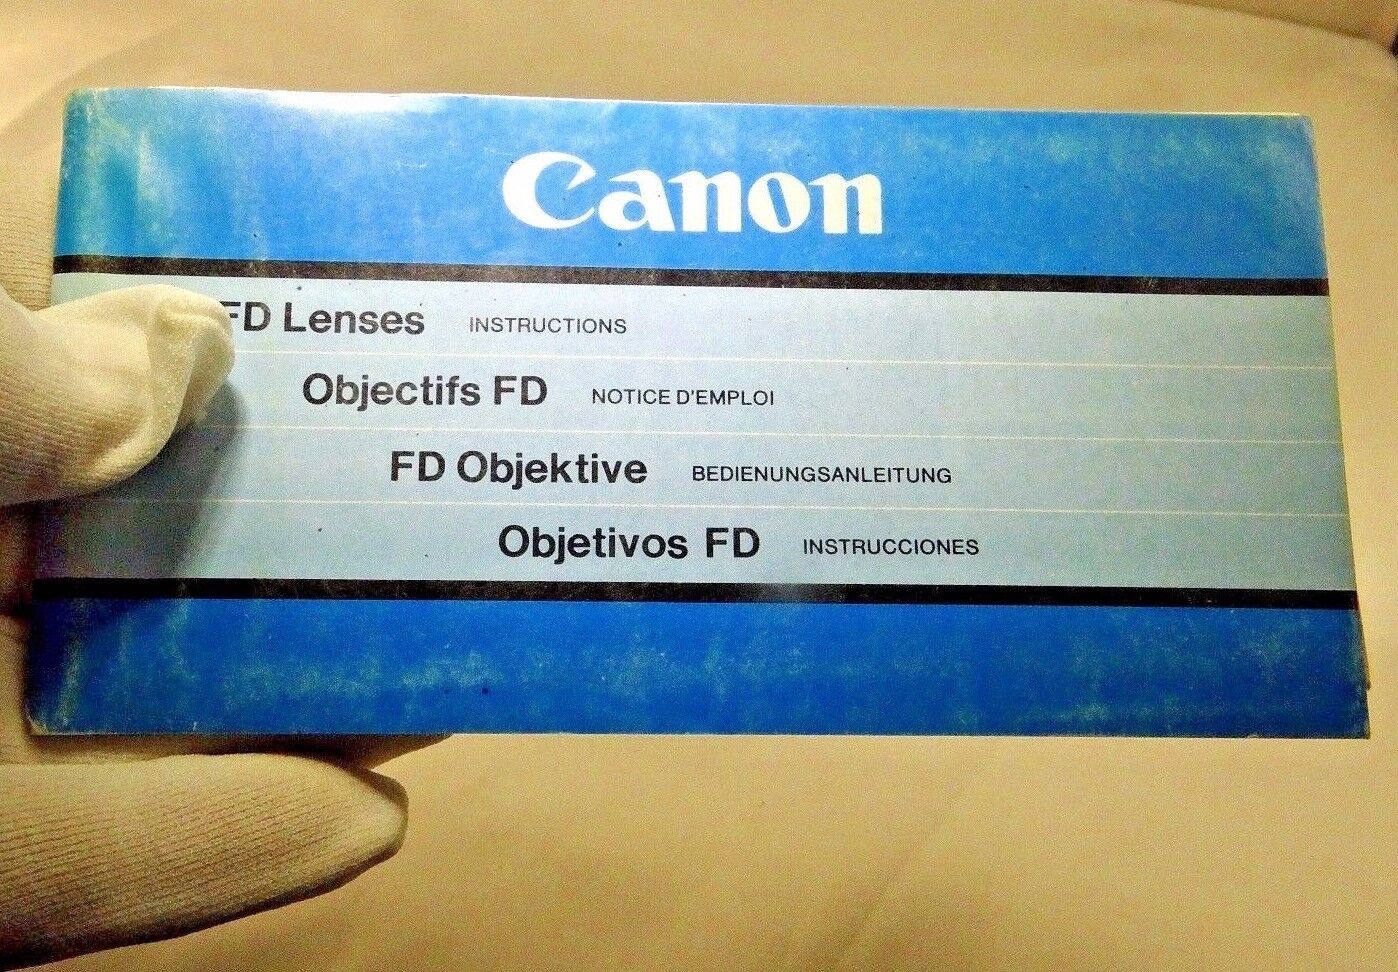 Canon
FD Lenses INSTRUCTIONS
Objectifs FD NOTICE D'EMPLOI
FD Objektive BEDIENUNGSANLEITUNG
Objetivos FD INSTRUCCIONES